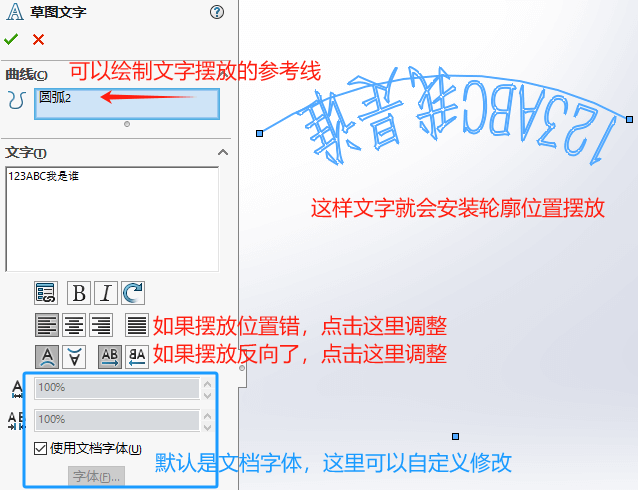 草图文字
曲线(C)
可以绘制文字摆放的参考线
圆弧2
文字(T)
123ABC我是谁
123ABC我是谁
这样文字就会安装轮廓位置摆放
B I
如果摆放位置错，点击这里调整
A A AB AB
如果摆放反向了，点击这里调整
A 100%
AB 100%
使用文档字体(U)
字体(F)...
默认是文档字体，这里可以自定义修改